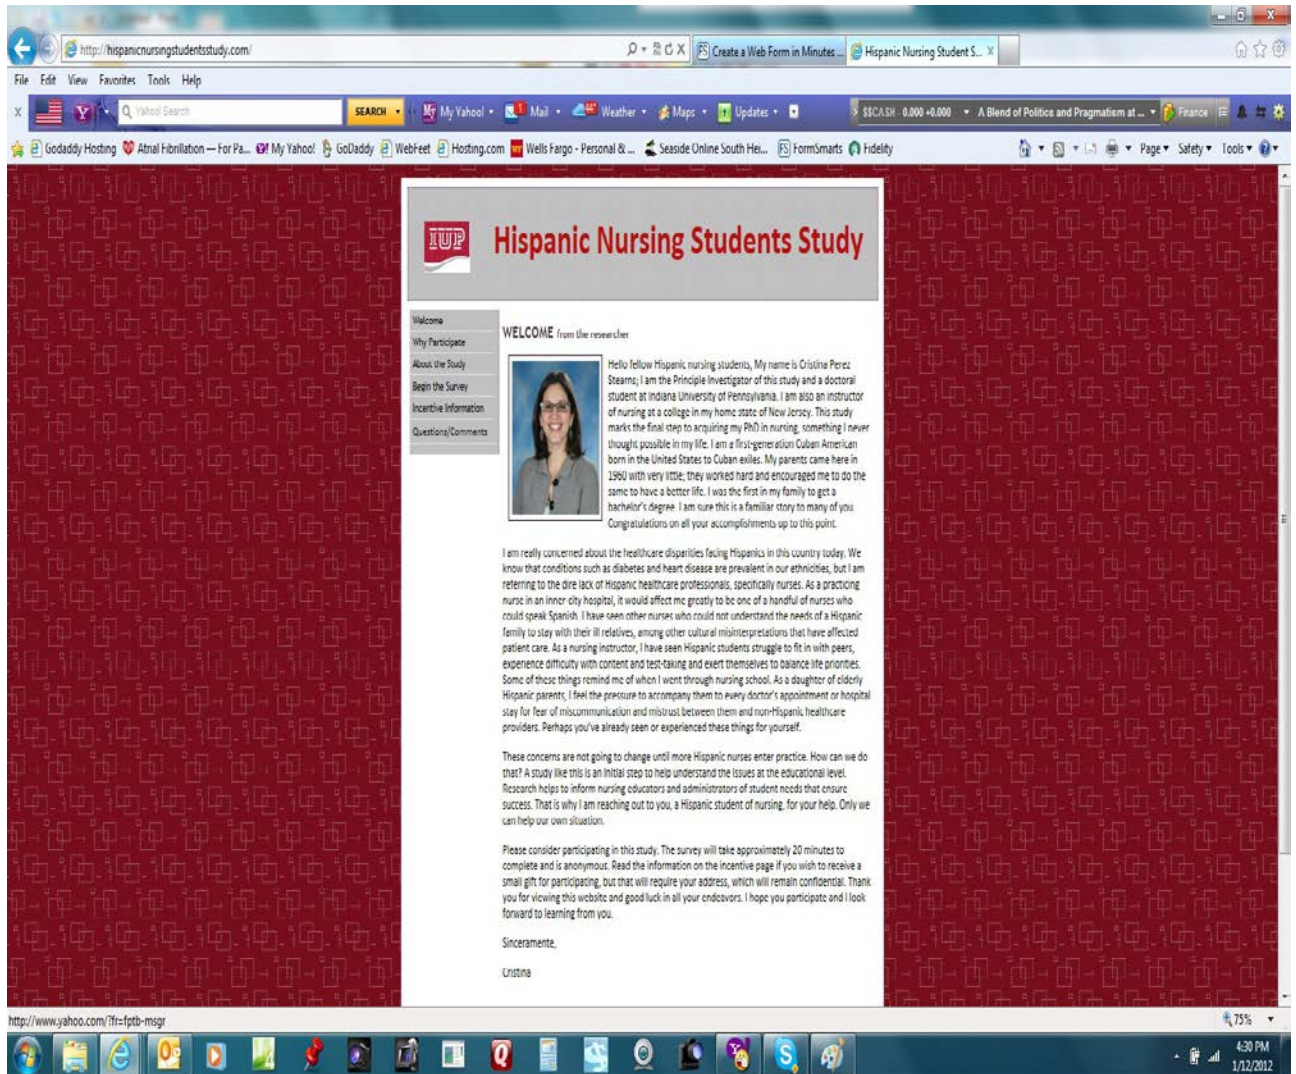 http://hispanicnursingstudentsstudy.com/
Create a Web Form in Minutes ...
Hispanic Nursing Student S...
File Edit View Favorites Tools Help
Yahoo! Search
SEARCH
My Yahoo!
Mail
Weather
Maps
Updates
$$CASH - 0.000 +0.000
A Blend of Politics and Pragmatism at ...
Finance
Godaddy Hosting
Atrial Fibrillation — For Pa...
My Yahoo!
GoDaddy
WebFeet
Hosting.com
Wells Fargo - Personal & ...
Seaside Online South Hei...
FormSmarts
Fidelity
Page
Safety
Tools
IUP
Hispanic Nursing Students Study
Welcome
Why Participate
About the Study
Begin the Survey
Incentive Information
Questions/Comments
WELCOME from the researcher
Hello fellow Hispanic nursing students, My name is Cristina Perez
Stearns; I am the Principle Investigator of this study and a doctoral
student at Indiana University of Pennsylvania. I am also an instructor
of nursing at a college in my home state of New Jersey. This study
marks the final step to acquiring my PhD in nursing, something I never
thought possible in my life. I am a first-generation Cuban American
born in the United States to Cuban exiles. My parents came here in
1960 with very little; they worked hard and encouraged me to do the
same to have a better life. I was the first in my family to get a
bachelor's degree. I am sure this is a familiar story to many of you.
Congratulations on all your accomplishments up to this point.
I am really concerned about the healthcare disparities facing Hispanics in this country today. We
know that conditions such as diabetes and heart disease are prevalent in our ethnicities, but I am
referring to the dire lack of Hispanic healthcare professionals, specifically nurses. As a practicing
nurse in an inner city hospital, it would affect me greatly to be one of a handful of nurses who
could speak Spanish. I have seen other nurses who could not understand the needs of a Hispanic
family to stay with their ill relatives, among other cultural misinterpretations that have affected
patient care. As a nursing instructor, I have seen Hispanic students struggle to fit in with peers,
experience difficulty with content and test-taking and exert themselves to balance life priorities.
Some of these things remind me of when I went through nursing school. As a daughter of elderly
Hispanic parents, I feel the pressure to accompany them to every doctor's appointment or hospital
stay for fear of miscommunication and mistrust between them and non-Hispanic healthcare
providers. Perhaps you've already seen or experienced these things for yourself.
These concerns are not going to change until more Hispanic nurses enter practice. How can we do
that? A study like this is an initial step to help understand the issues at the educational level.
Research helps to inform nursing educators and administrators of student needs that ensure
success. That is why I am reaching out to you, a Hispanic student of nursing, for your help. Only we
can help our own situation.
Please consider participating in this study. The survey will take approximately 20 minutes to
complete and is anonymous. Read the information on the incentive page if you wish to receive a
small gift for participating, but that will require your address, which will remain confidential. Thank
you for viewing this website and good luck in all your endeavors. I hope you participate and I look
forward to learning from you.
Sinceramente,
Cristina
http://www.yahoo.com/?fr=fptb-msgr
75%
4:30 PM
1/12/2012